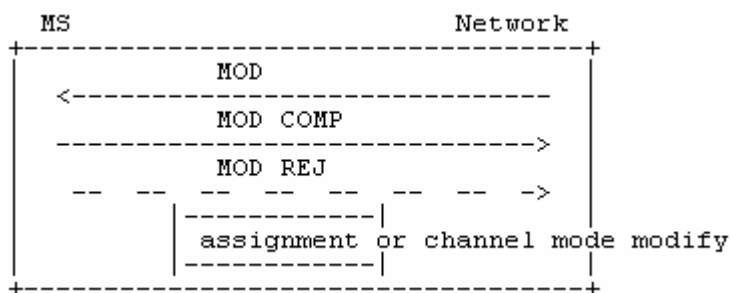 MS Network
MOD
MOD COMP
MOD REJ
assignment or channel mode modify